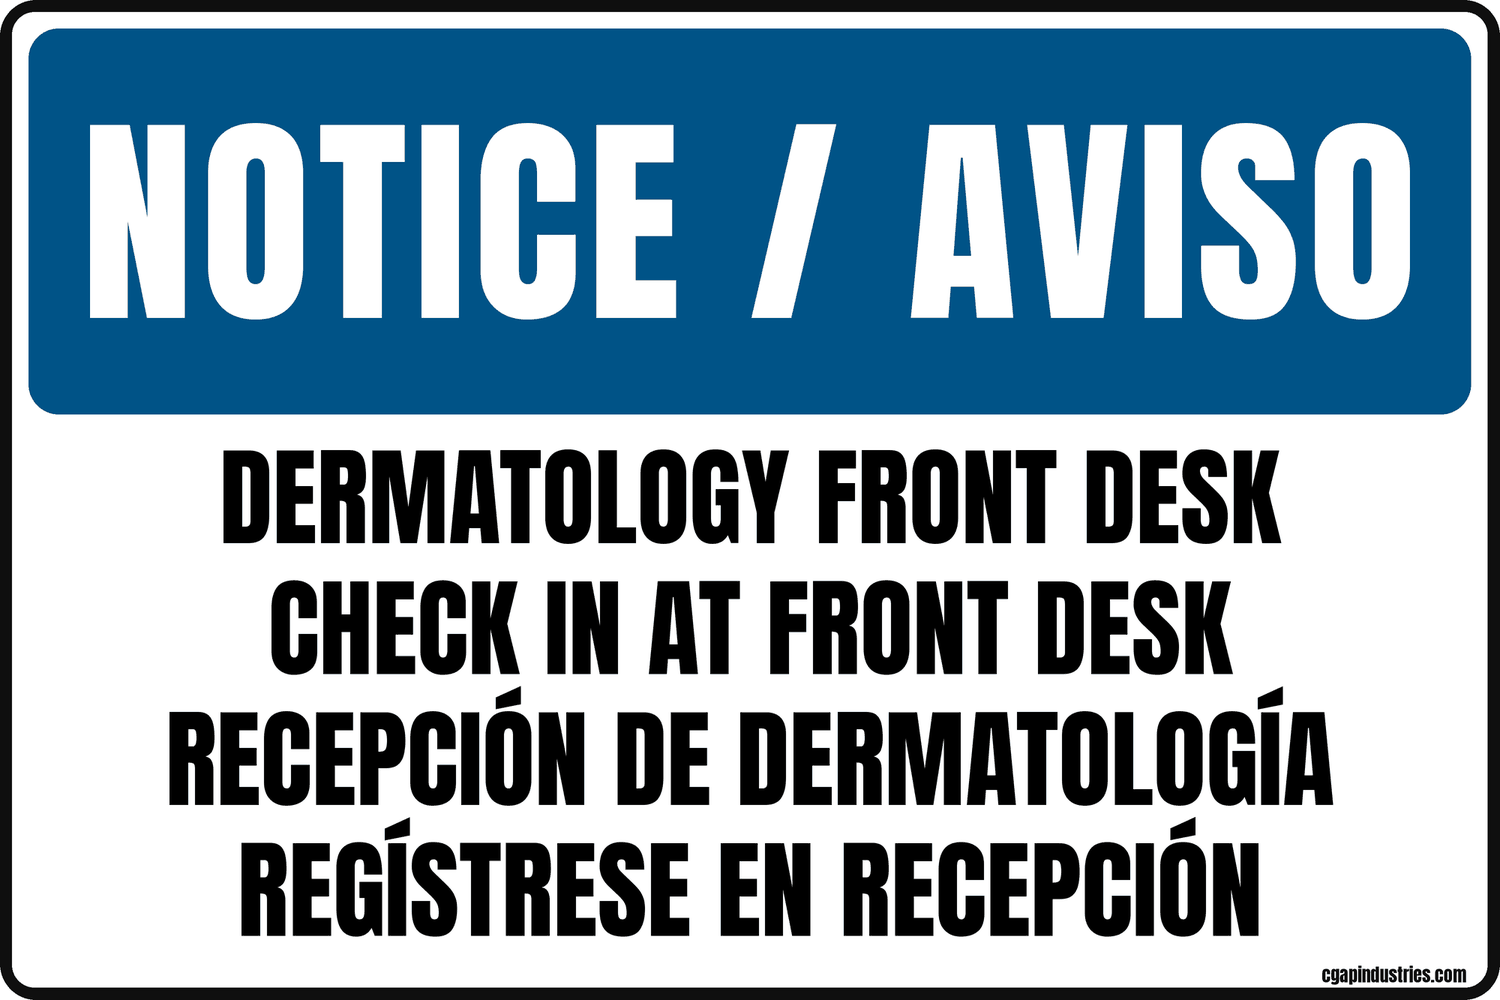 NOTICE / AVISO
DERMATOLOGY FRONT DESK
CHECK IN AT FRONT DESK
RECEPCIÓN DE DERMATOLOGÍA
REGÍSTRESE EN RECEPCIÓN
cgapindustries.com